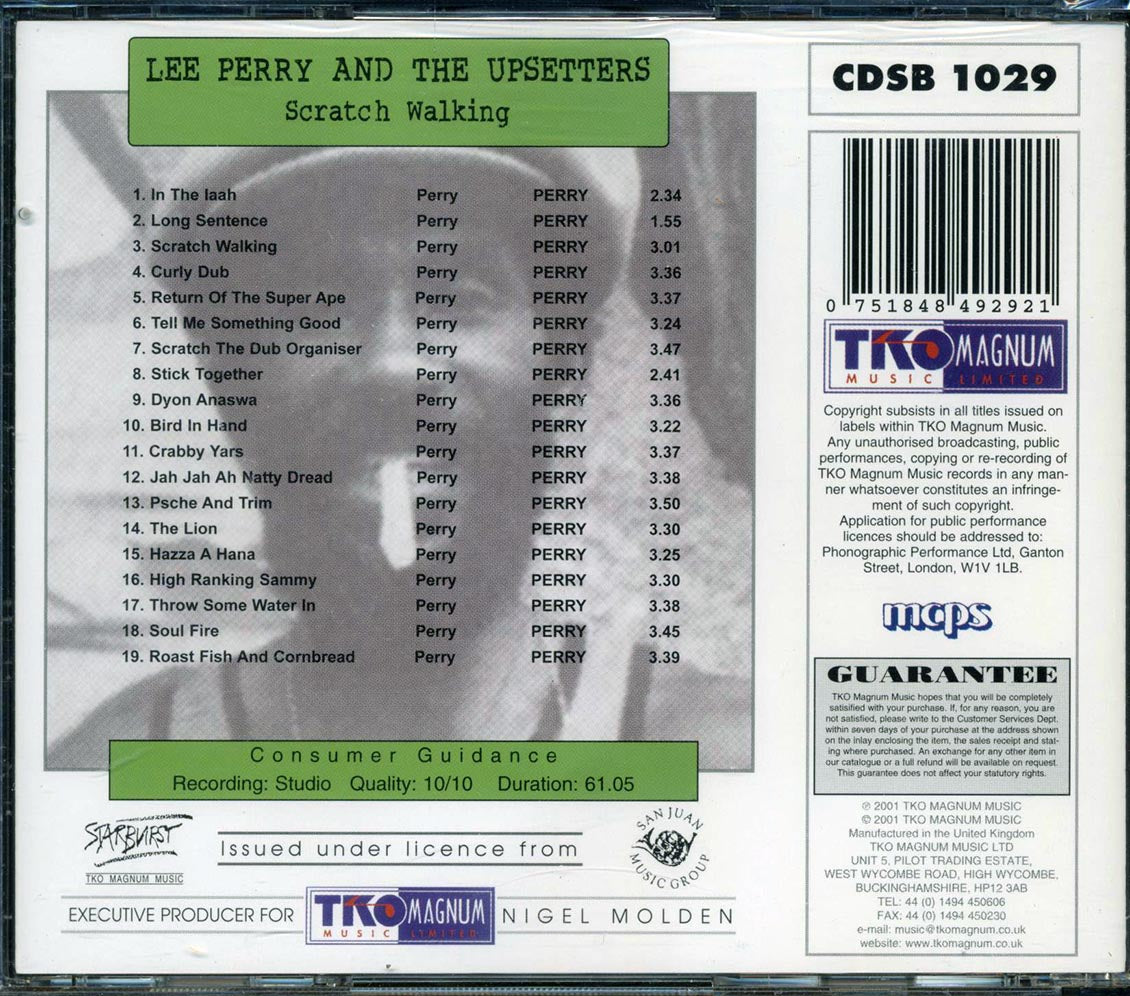 LEE PERRY AND THE UPSETTERS
Scratch Walking
1. In The Iaah Perry PERRY 2.34
2. Long Sentence Perry PERRY 1.55
3. Scratch Walking Perry PERRY 3.01
4. Curly Dub Perry PERRY 3.36
5. Return Of The Super Ape Perry PERRY 3.37
6. Tell Me Something Good Perry PERRY 3.24
7. Scratch The Dub Organiser Perry PERRY 3.47
8. Stick Together Perry PERRY 2.41
9. Dyon Anaswa Perry PERRY 3.36
10. Bird In Hand Perry PERRY 3.22
11. Crabby Yars Perry PERRY 3.37
12. Jah Jah Ah Natty Dread Perry PERRY 3.38
13. Psche And Trim Perry PERRY 3.50
14. The Lion Perry PERRY 3.30
15. Hazza A Hana Perry PERRY 3.25
16. High Ranking Sammy Perry PERRY 3.30
17. Throw Some Water In Perry PERRY 3.38
18. Soul Fire Perry PERRY 3.45
19. Roast Fish And Cornbread Perry PERRY 3.39
Consumer Guidance
Recording: Studio Quality: 10/10 Duration: 61.05
STARBURST
TKO MAGNUM MUSIC
Issued under licence from
SAN JUAN
MUSIC GROUP
EXECUTIVE PRODUCER FOR TKO MAGNUM MUSIC LIMITED NIGEL MOLDEN
CDSB 1029
0 751848 492921
TKO MAGNUM
MUSIC LIMITED
Copyright subsists in all titles issued on
labels within TKO Magnum Music.
Any unauthorised broadcasting, public
performances, copying or re-recording of
TKO Magnum Music records in any man-
ner whatsoever constitutes an infringe-
ment of such copyright.
Application for public performance
licences should be addressed to:
Phonographic Performance Ltd, Ganton
Street, London, W1V 1LB.
mcps
GUARANTEE
TKO Magnum Music hopes that you will be completely
satisified with your purchase. If, for any reason, you are
not satisfied, please write to the Customer Services Dept.
within seven days of your purchase at the address shown
on the inlay enclosing the item, the sales receipt and stat-
ing where purchased. An exchange for any other item in
our catalogue or a full refund will be available on request.
This guarantee does not affect your statutory rights.
℗ 2001 TKO MAGNUM MUSIC
© 2001 TKO MAGNUM MUSIC
Manufactured in the United Kingdom
TKO MAGNUM MUSIC LTD
UNIT 5, PILOT TRADING ESTATE,
WEST WYCOMBE ROAD, HIGH WYCOMBE,
BUCKINGHAMSHIRE, HP12 3AB
TEL: 44 (0) 1494 450606
FAX: 44 (0) 1494 450230
e-mail: music@tkomagnum.co.uk
website: www.tkomagnum.co.uk